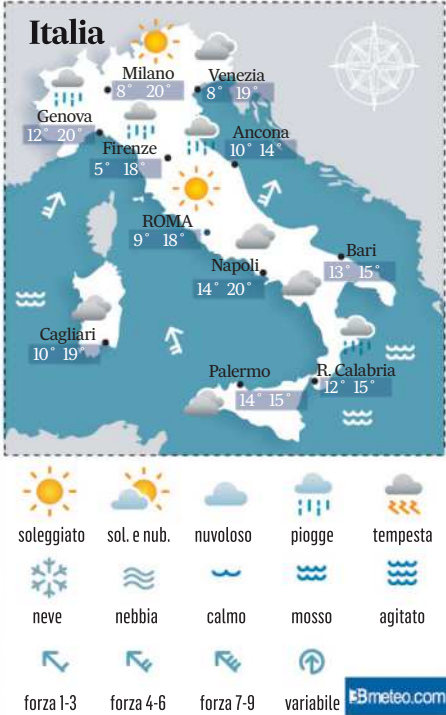 Italia
Milano
8° 20°
Venezia
8° 19°
Genova
12° 20°
Firenze
5° 18°
Ancona
10° 14°
ROMA
9° 18°
Bari
13° 15°
Napoli
14° 20°
Cagliari
10° 19°
Palermo
14° 15°
R. Calabria
12° 15°
soleggiato sol. e nub. nuvoloso piogge tempesta
neve nebbia calmo mosso agitato
forza 1-3 forza 4-6 forza 7-9 variabile
3Bmeteo.com